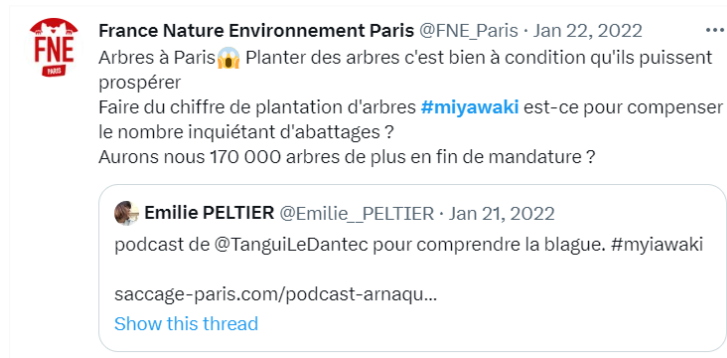 FNE
PARIS
France Nature Environnement Paris @FNE_Paris · Jan 22, 2022
Arbres à Paris😱 Planter des arbres c'est bien à condition qu'ils puissent
prospérer
Faire du chiffre de plantation d'arbres #miyawaki est-ce pour compenser
le nombre inquiétant d'abattages ?
Aurons nous 170 000 arbres de plus en fin de mandature ?
Emilie PELTIER @Emilie__PELTIER · Jan 21, 2022
podcast de @TanguiLeDantec pour comprendre la blague. #myiawaki
saccage-paris.com/podcast-arnaqu...
Show this thread